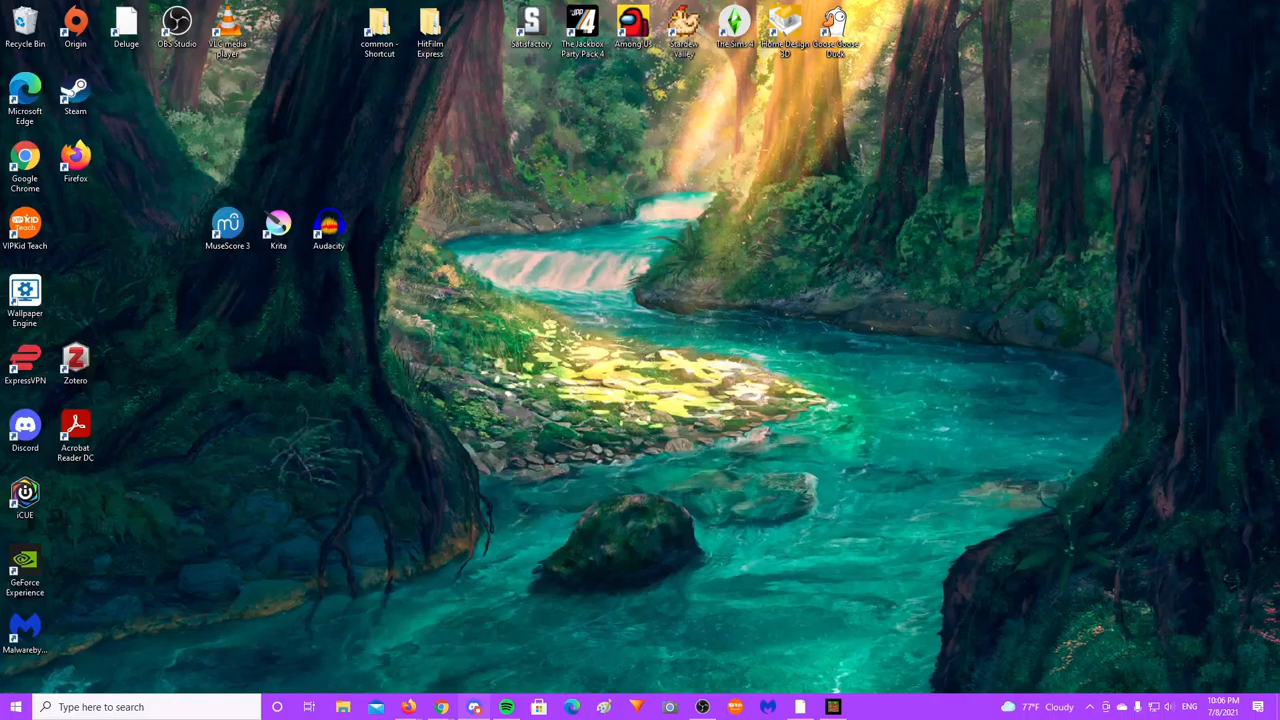 Recycle Bin
Origin
Deluge
OBS Studio
VLC media
player
common -
Shortcut
HitFilm
Express
Satisfactory
The Jackbox
Party Pack 4
Among Us
Stardew
Valley
The Sims 4
Home Design
3D
Goose Goose
Duck
Microsoft
Edge
Steam
Google
Chrome
Firefox
VIPKid Teach
MuseScore 3
Krita
Audacity
Wallpaper
Engine
ExpressVPN
Zotero
Discord
Acrobat
Reader DC
iCUE
GeForce
Experience
Malwareby...
Type here to search
77°F Cloudy
ENG
10:06 PM
7/8/2021